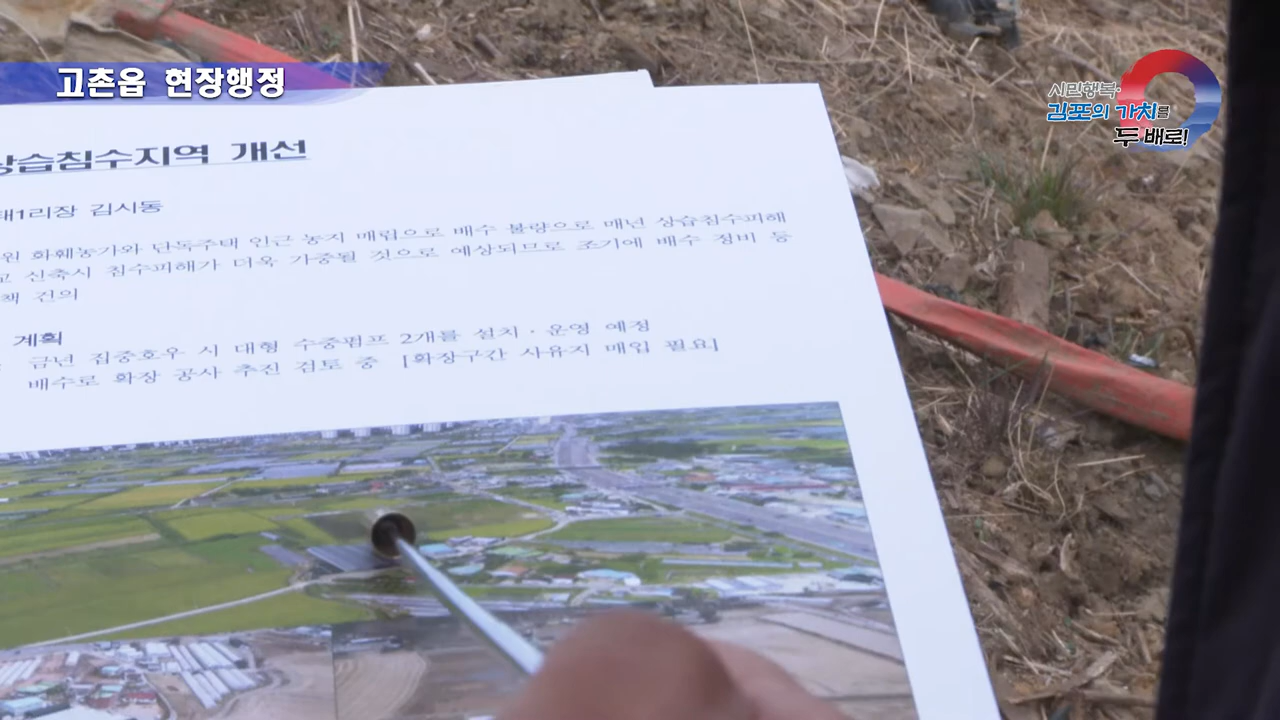 고촌읍 현장행정
시민행복·
김포의 가치를
두 배로!
상습침수지역 개선
태1리장 김시동
원 화훼농가와 단독주택 인근 농지 매립으로 배수 불량으로 매년 상습침수피해
고 신축시 침수피해가 더욱 가중될 것으로 예상되므로 조기에 배수 정비 등
책 건의
계획
금년 집중호우 시 대형 수중펌프 2개를 설치·운영 예정
배수로 확장 공사 추진 검토 중 [확장구간 사유지 매입 필요]